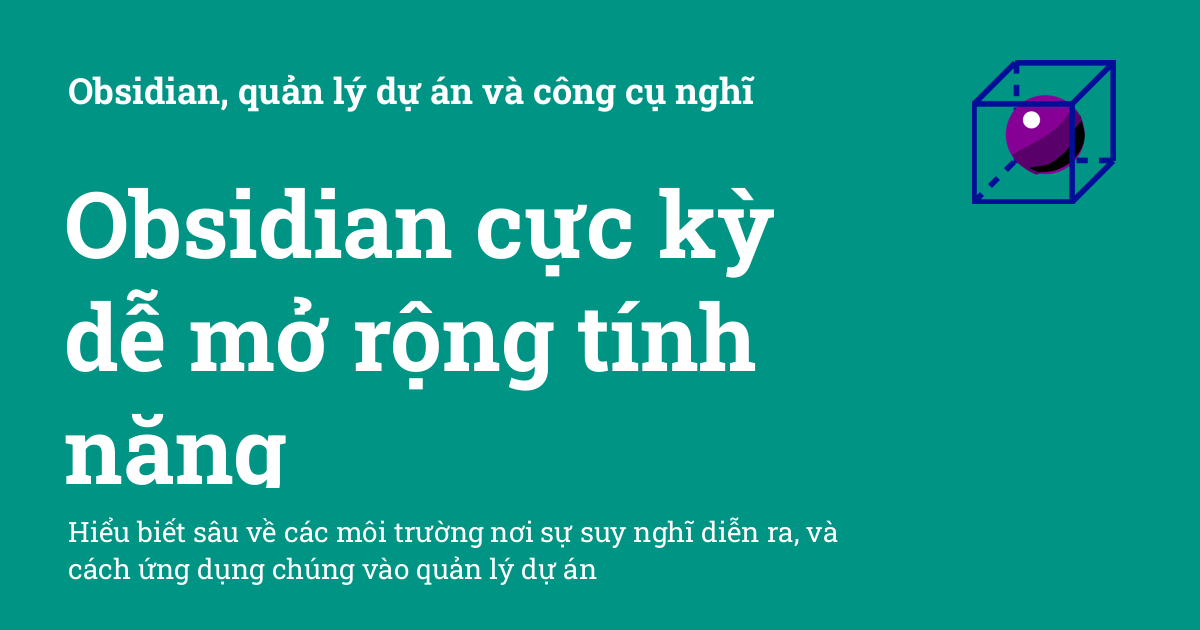 Obsidian, quản lý dự án và công cụ nghĩ
Obsidian cực kỳ
dễ mở rộng tính
năng
Hiểu biết sâu về các môi trường nơi sự suy nghĩ diễn ra, và
cách ứng dụng chúng vào quản lý dự án